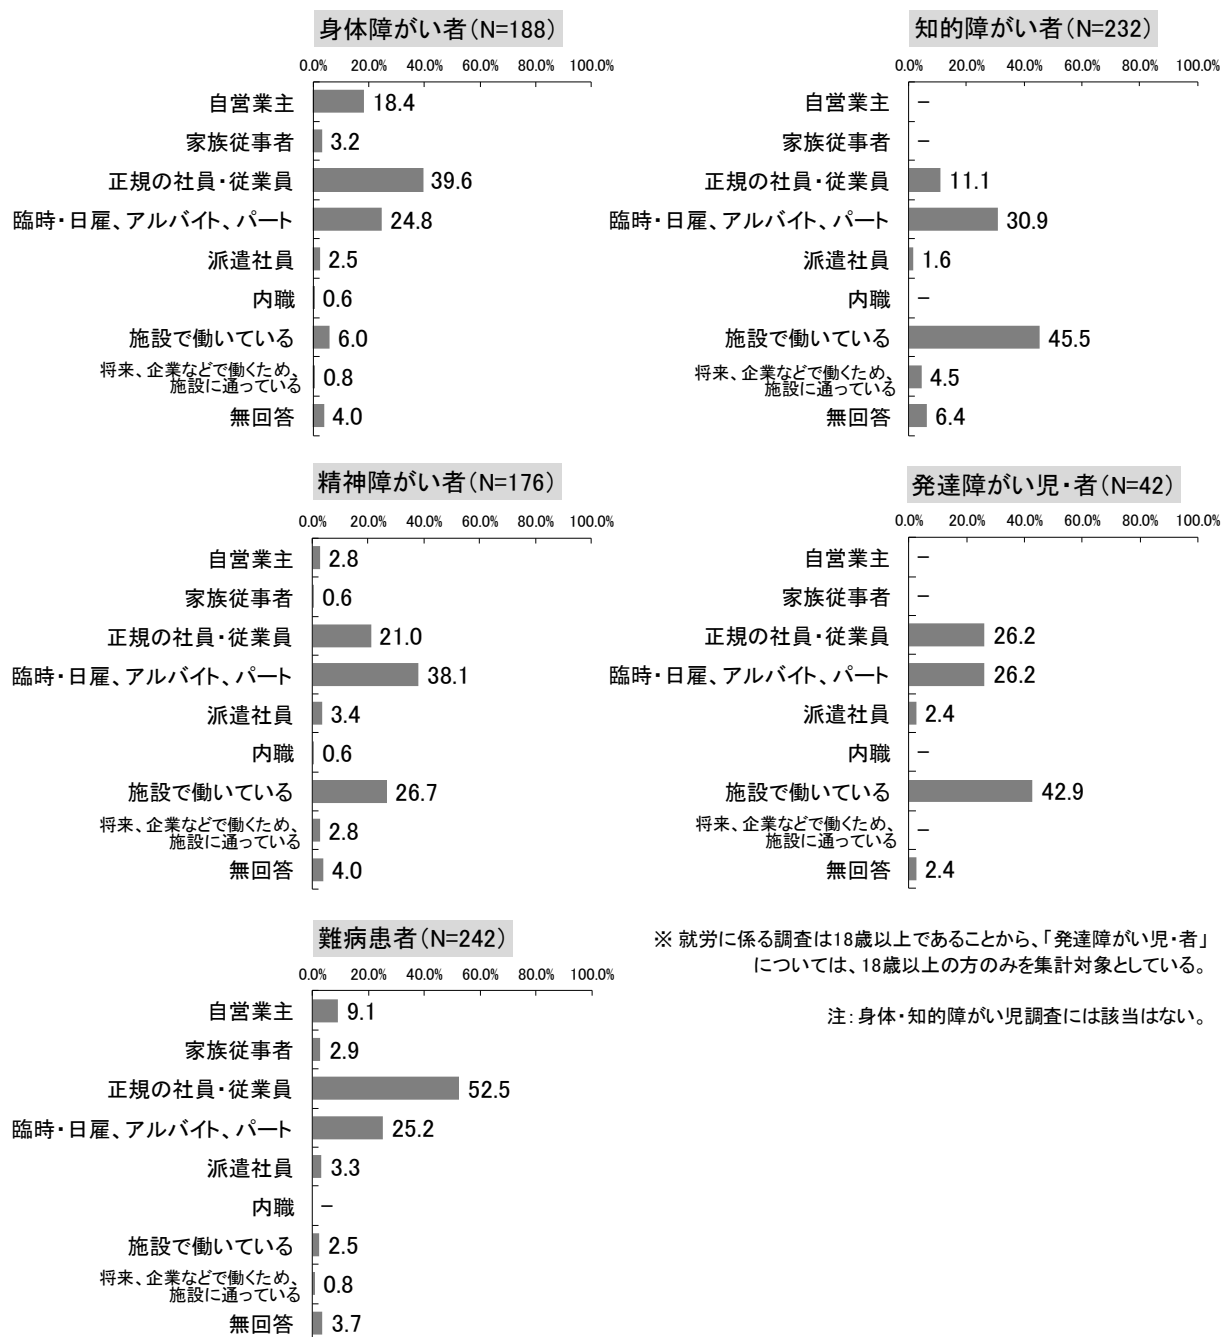 身体障がい者(N=188)
0.0% 20.0% 40.0% 60.0% 80.0% 100.0%
自営業主 18.4
家族従事者 3.2
正規の社員・従業員 39.6
臨時・日雇、アルバイト、パート 24.8
派遣社員 2.5
内職 0.6
施設で働いている 6.0
将来、企業などで働くため、
施設に通っている 0.8
無回答 4.0
知的障がい者(N=232)
0.0% 20.0% 40.0% 60.0% 80.0% 100.0%
自営業主 −
家族従事者 −
正規の社員・従業員 11.1
臨時・日雇、アルバイト、パート 30.9
派遣社員 1.6
内職 −
施設で働いている 45.5
将来、企業などで働くため、
施設に通っている 4.5
無回答 6.4
精神障がい者(N=176)
0.0% 20.0% 40.0% 60.0% 80.0% 100.0%
自営業主 2.8
家族従事者 0.6
正規の社員・従業員 21.0
臨時・日雇、アルバイト、パート 38.1
派遣社員 3.4
内職 0.6
施設で働いている 26.7
将来、企業などで働くため、
施設に通っている 2.8
無回答 4.0
発達障がい児・者(N=42)
0.0% 20.0% 40.0% 60.0% 80.0% 100.0%
自営業主 −
家族従事者 −
正規の社員・従業員 26.2
臨時・日雇、アルバイト、パート 26.2
派遣社員 2.4
内職 −
施設で働いている 42.9
将来、企業などで働くため、
施設に通っている −
無回答 2.4
難病患者(N=242)
0.0% 20.0% 40.0% 60.0% 80.0% 100.0%
自営業主 9.1
家族従事者 2.9
正規の社員・従業員 52.5
臨時・日雇、アルバイト、パート 25.2
派遣社員 3.3
内職 −
施設で働いている 2.5
将来、企業などで働くため、
施設に通っている 0.8
無回答 3.7
※ 就労に係る調査は18歳以上であることから、「発達障がい児・者」
については、18歳以上の方のみを集計対象としている。
注:身体・知的障がい児調査には該当はない。